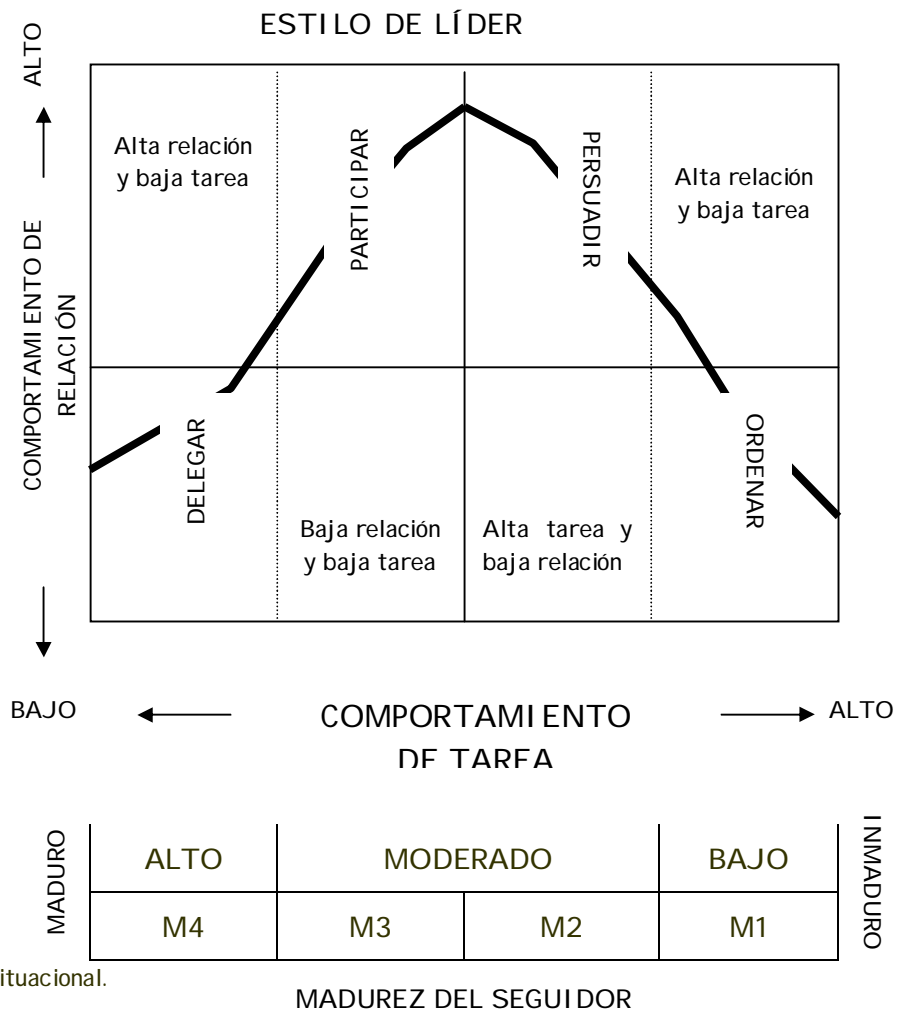 ESTILO DE LÍDER
ALTO
COMPORTAMIENTO DE
RELACIÓN
Alta relación
y baja tarea
PARTICIPAR
PERSUADIR
Alta relación
y baja tarea
DELEGAR
ORDENAR
Baja relación
y baja tarea
Alta tarea y
baja relación
BAJO
COMPORTAMIENTO
DE TAREA
ALTO
MADURO
ALTO
MODERADO
BAJO
INMADURO
M4
M3
M2
M1
ituacional.
MADUREZ DEL SEGUIDOR